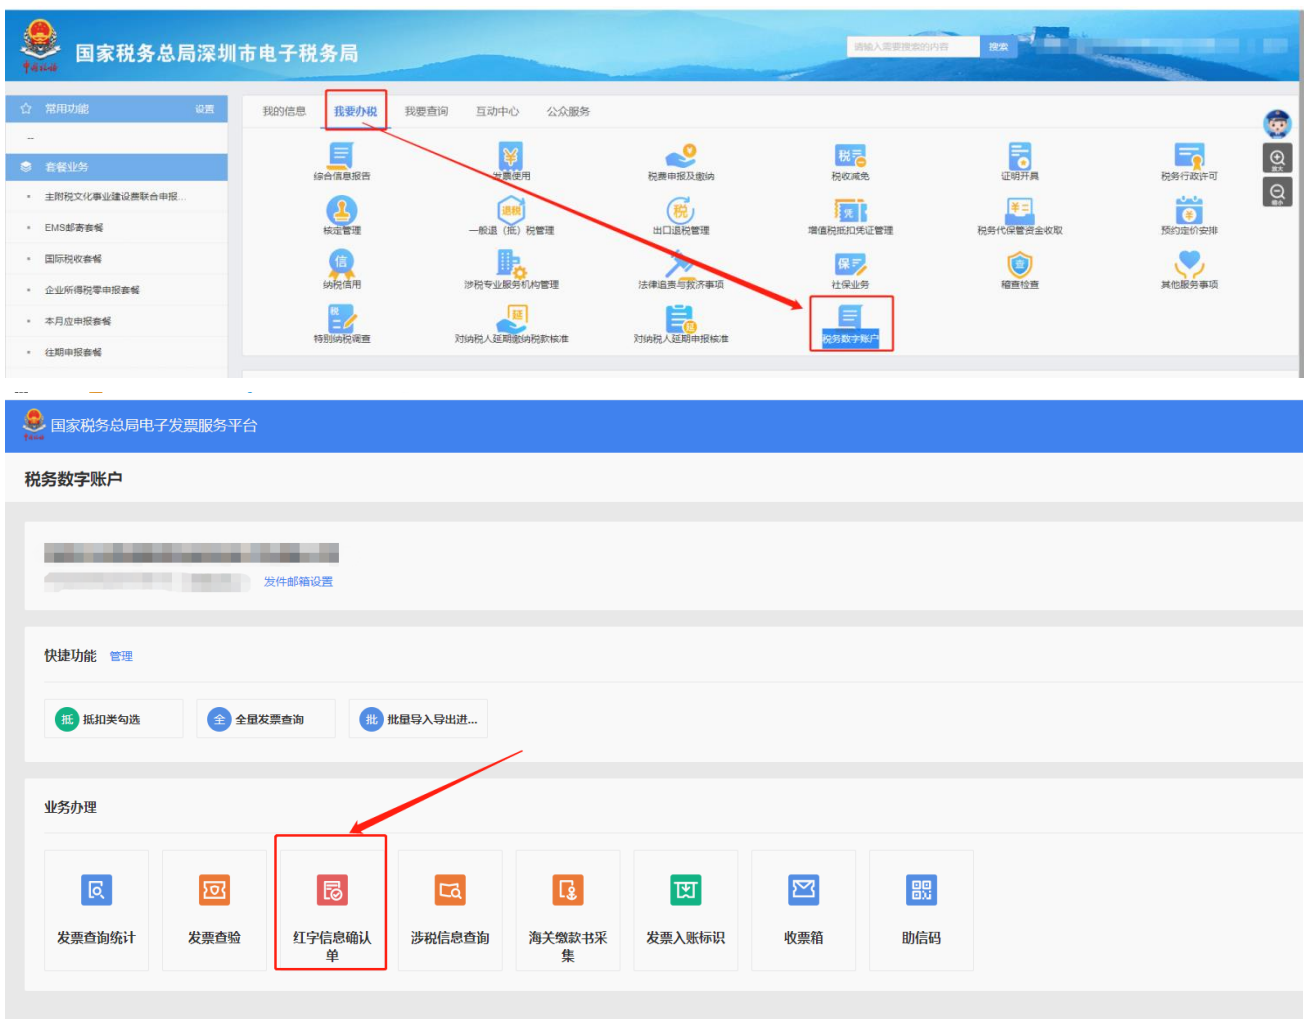 国家税务总局深圳市电子税务局
请输入需要搜索的内容 搜索
常用功能 设置
--
套餐业务
主附税文化事业建设费联合申报...
EMS邮寄套餐
国际税收套餐
企业所得税零申报套餐
本月应申报套餐
往期申报套餐
我的信息 我要办税 我要查询 互动中心 公众服务
综合信息报告 发票使用 税费申报及缴纳 税收减免 证明开具 税务行政许可
核定管理 一般退（抵）税管理 出口退税管理 增值税抵扣凭证管理 税务代保管资金收取 预约定价安排
纳税信用 涉税专业服务机构管理 法律追责与救济事项 社保业务 稽查检查 其他服务事项
特别纳税调查 对纳税人延期缴纳税款核准 对纳税人延期申报核准 税务数字账户
放大
缩小
国家税务总局电子发票服务平台
税务数字账户
发件邮箱设置
快捷功能 管理
抵 抵扣类勾选 全 全量发票查询 批 批量导入导出进...
业务办理
发票查询统计 发票查验 红字信息确认单 涉税信息查询 海关缴款书采集 发票入账标识 收票箱 助信码